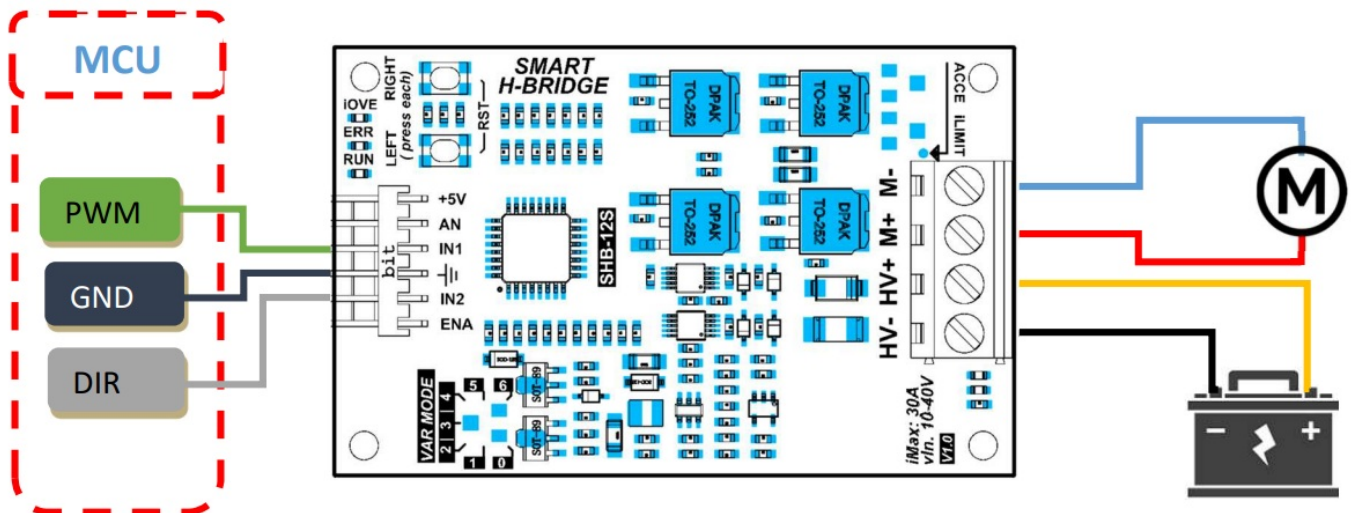 MCU
PWM
GND
DIR
iOVE
ERR
RUN
RIGHT
(press each)
LEFT
RST
SMART
H-BRIDGE
+5V
AN
IN1
IN2
ENA
bit
SHB-12S
DPAK
TO-252
DPAK
TO-252
DPAK
TO-252
DPAK
TO-252
ACCE
iLIMIT
M-
M+
HV+
HV-
M
VAR MODE
2 | 3 | 4
5
6
1
0
SOT-89
SOT-89
iMax: 30A
vIn. 10-40V
V1.0
- +